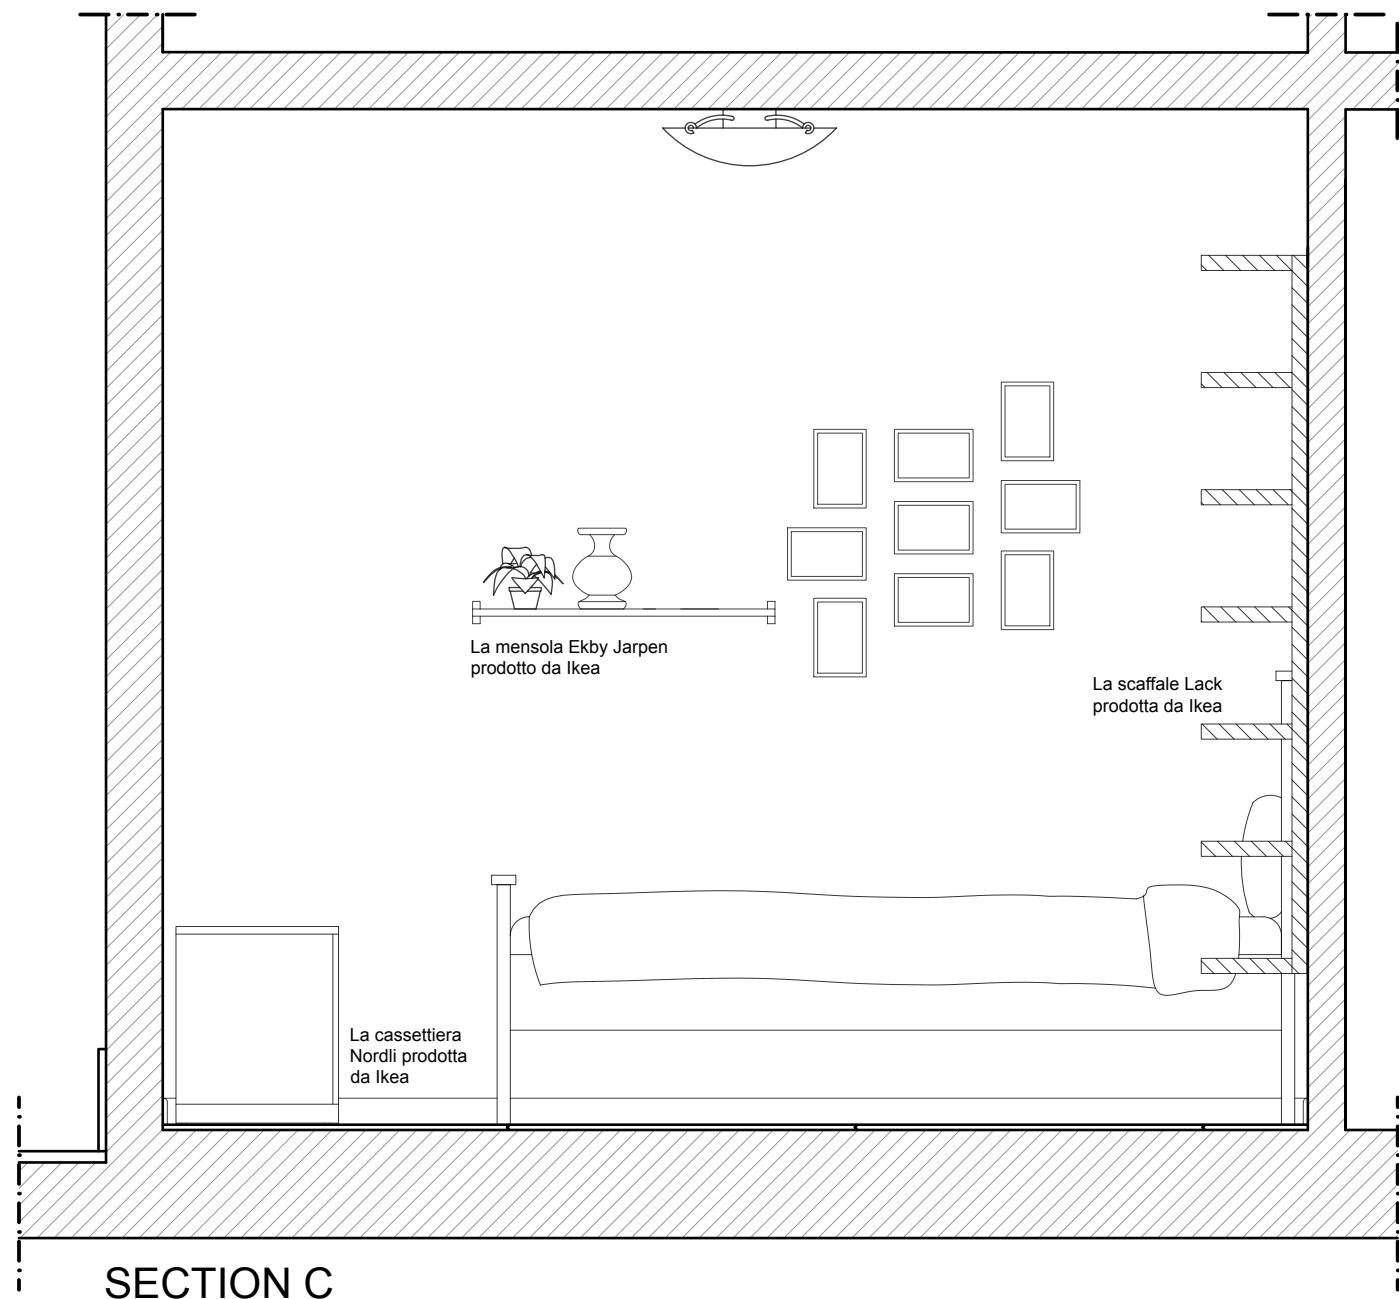 La mensola Ekby Jarpen
prodotto da Ikea
La scaffale Lack
prodotta da Ikea
La cassettiera
Nordli prodotta
da Ikea
SECTION C